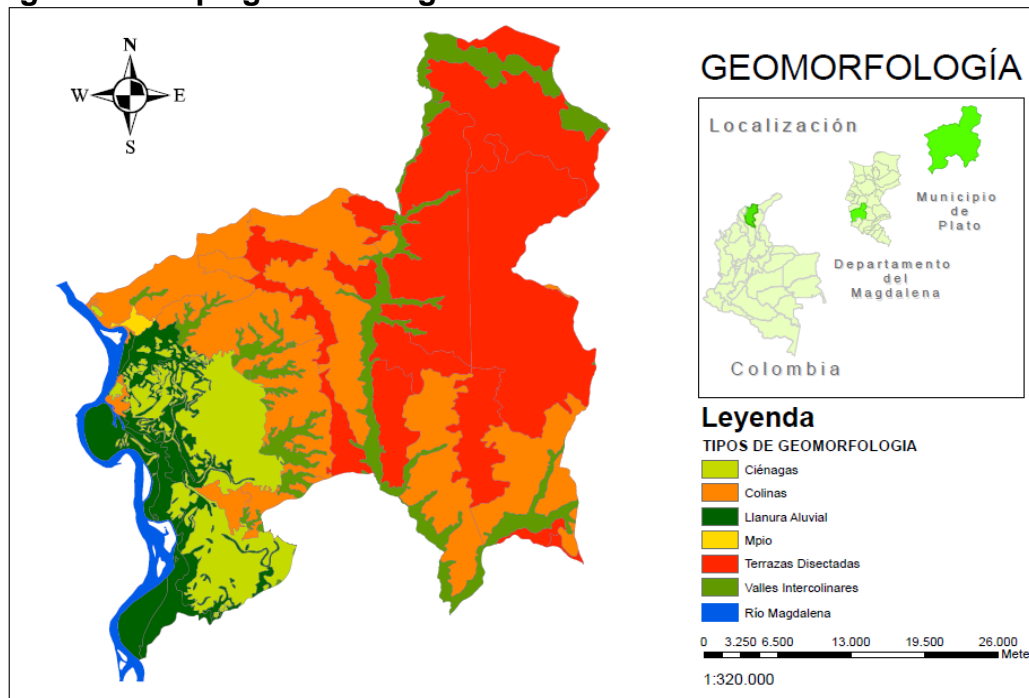 N
W E
S
GEOMORFOLOGÍA
Localización
Municipio
de
Plato
Departamento
del
Magdalena
Colombia
Leyenda
TIPOS DE GEOMORFOLOGIA
Ciénagas
Colinas
Llanura Aluvial
Mpio
Terrazas Disectadas
Valles Intercolinares
Río Magdalena
0 3.250 6.500 13.000 19.500 26.000
Mete
1:320.000